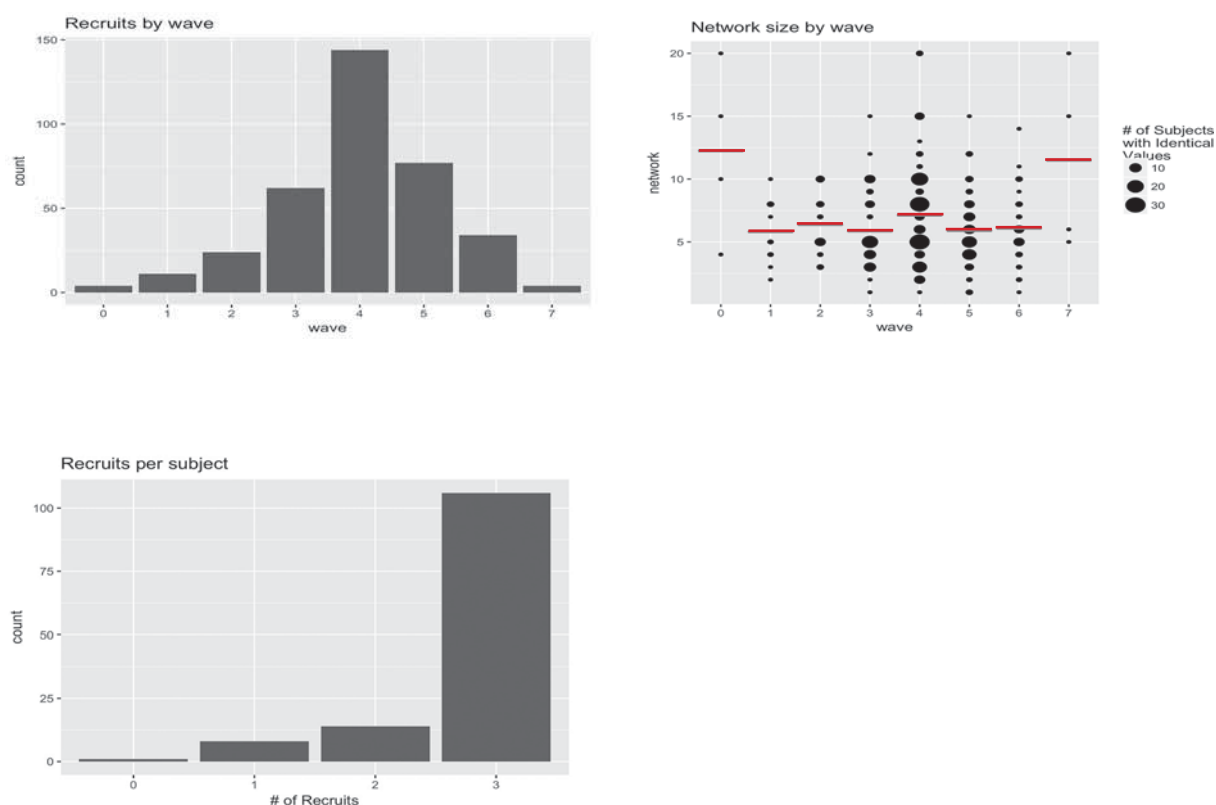 Recruits by wave
150
100
50
0
count
0 1 2 3 4 5 6 7
wave
Network size by wave
20
15
10
5
network
0 1 2 3 4 5 6 7
wave
# of Subjects
with Identical
Values
10
20
30
Recruits per subject
100
75
50
25
0
count
0 1 2 3
# of Recruits